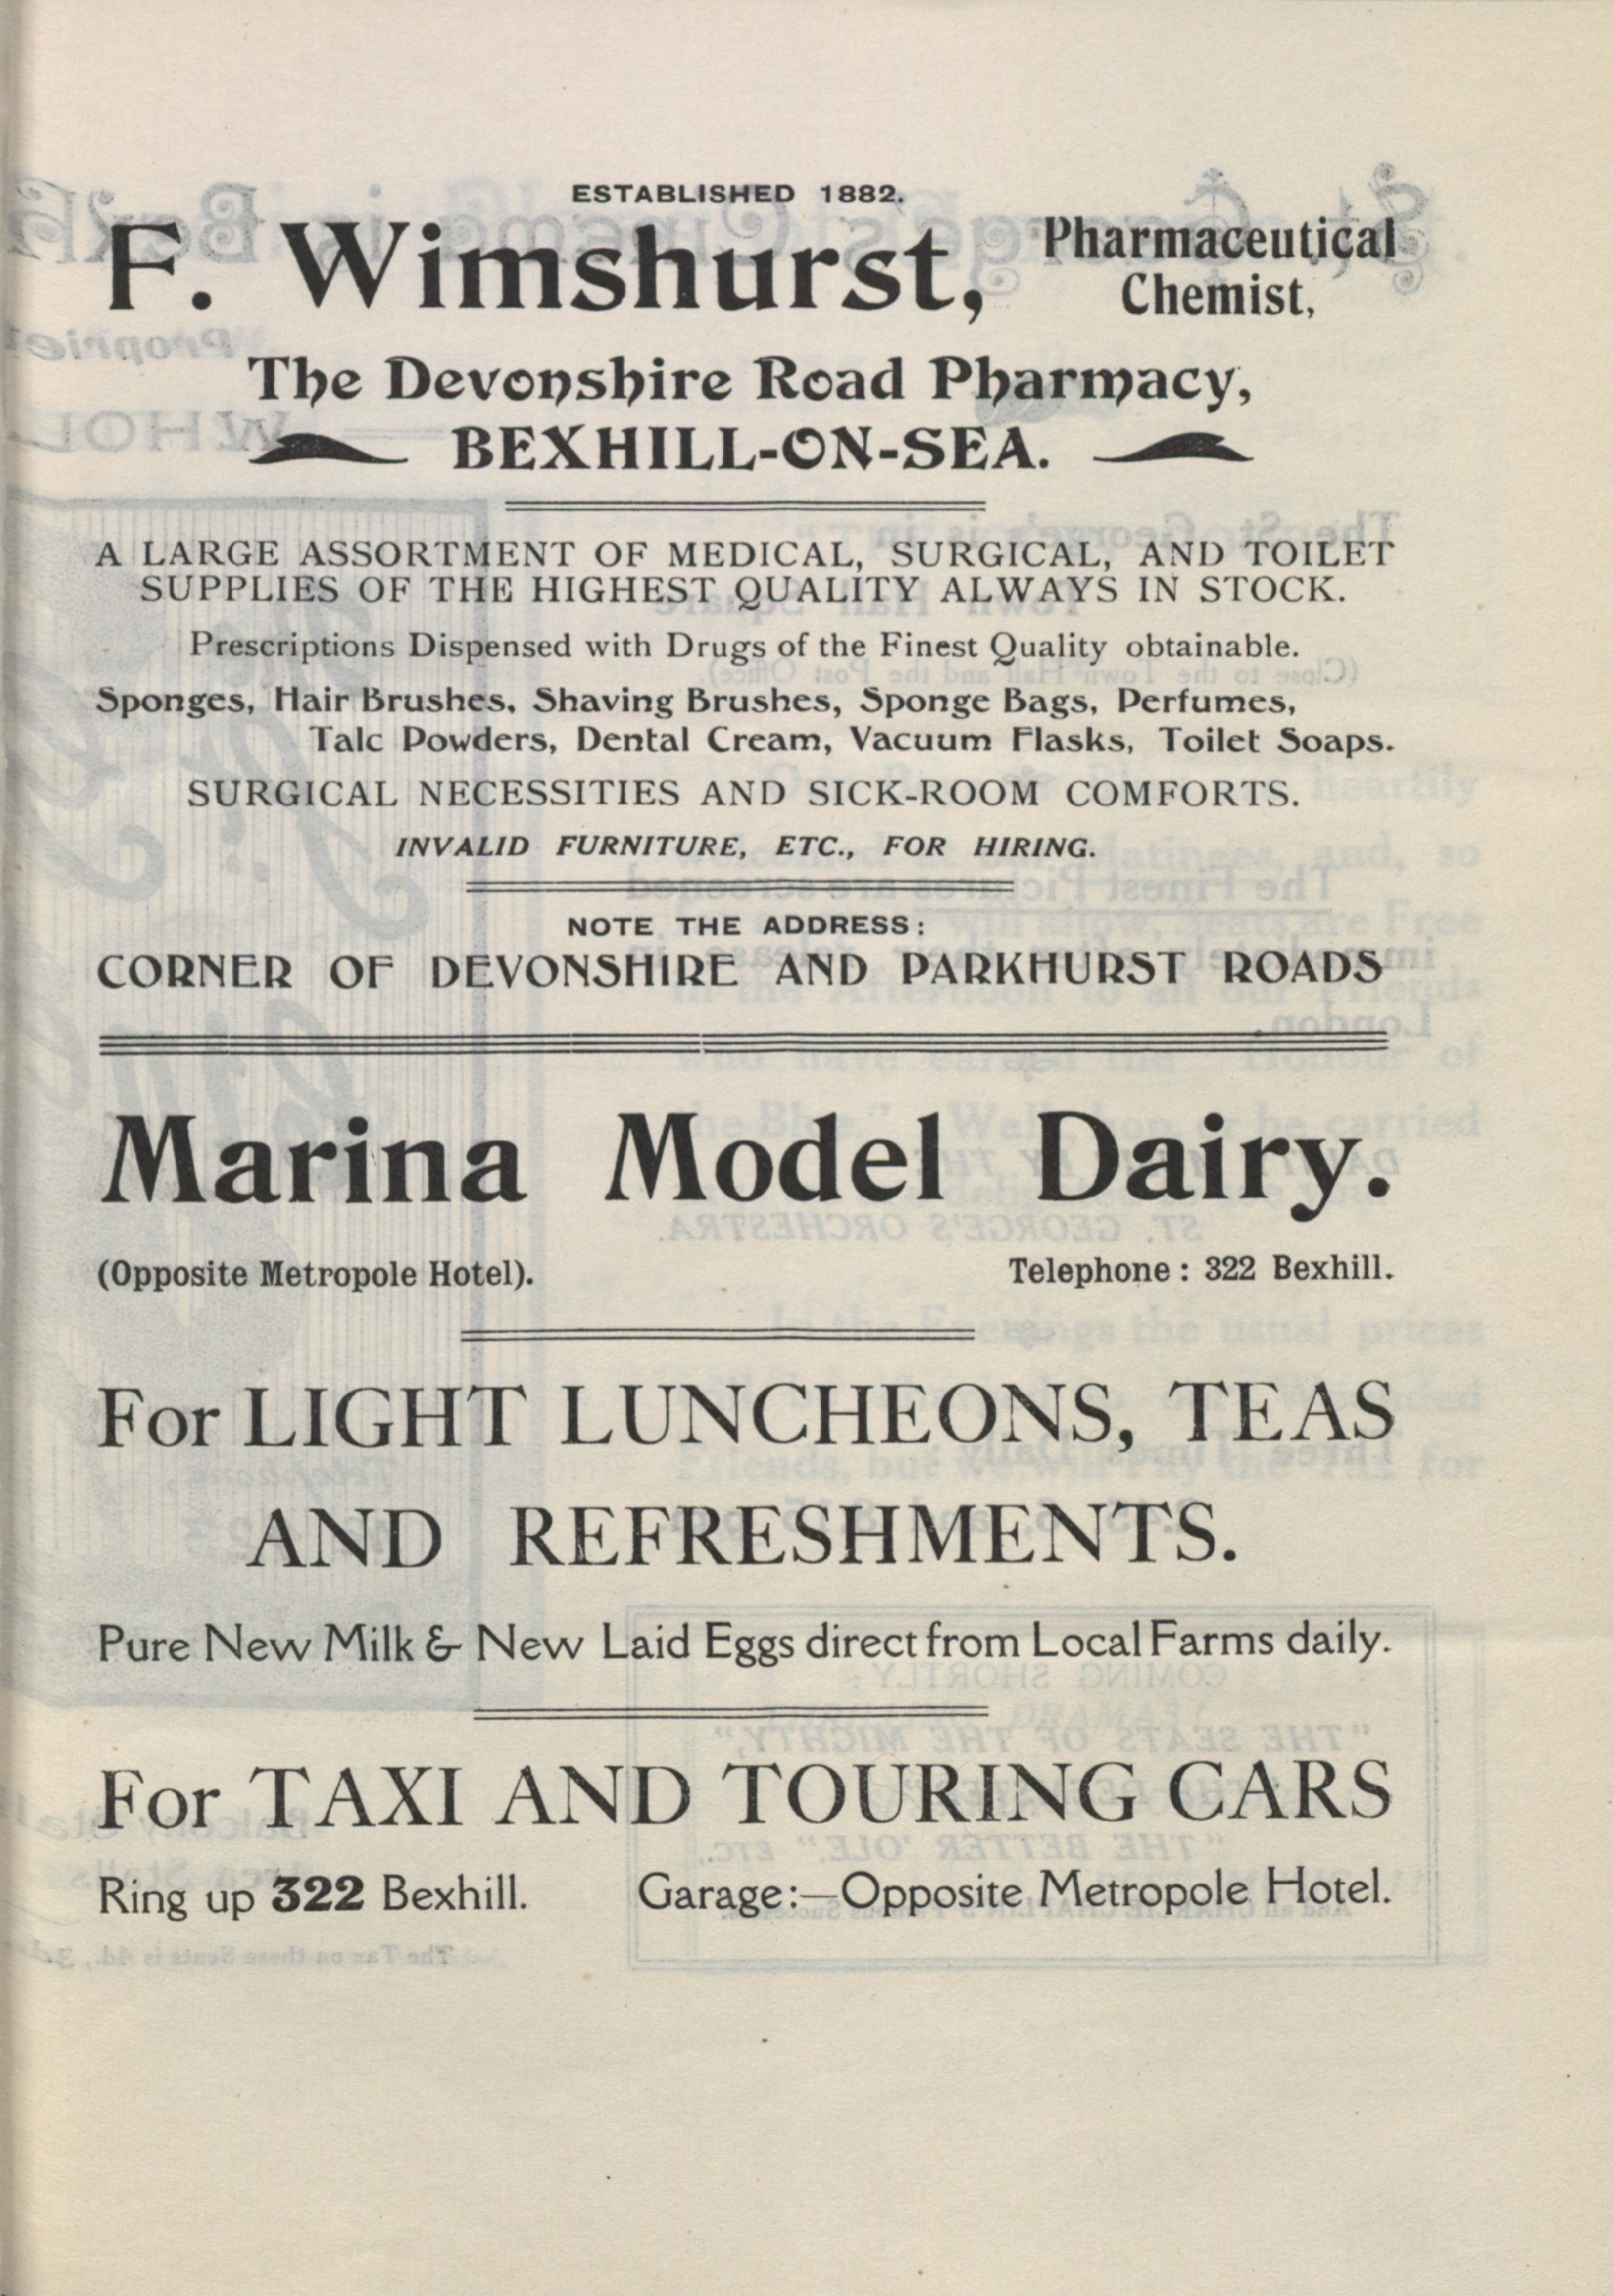 ESTABLISHED 1882.
F. Wimshurst, Pharmaceutical
Chemist,
The Devonshire Road Pharmacy,
BEXHILL-ON-SEA.
A LARGE ASSORTMENT OF MEDICAL, SURGICAL, AND TOILET
SUPPLIES OF THE HIGHEST QUALITY ALWAYS IN STOCK.
Prescriptions Dispensed with Drugs of the Finest Quality obtainable.
Sponges, Hair Brushes, Shaving Brushes, Sponge Bags, Perfumes,
Talc Powders, Dental Cream, Vacuum Flasks, Toilet Soaps.
SURGICAL NECESSITIES AND SICK-ROOM COMFORTS.
INVALID FURNITURE, ETC., FOR HIRING.
NOTE THE ADDRESS:
CORNER OF DEVONSHIRE AND PARKHURST ROADS
Marina Model Dairy.
(Opposite Metropole Hotel). Telephone: 322 Bexhill.
For LIGHT LUNCHEONS, TEAS
AND REFRESHMENTS.
Pure New Milk & New Laid Eggs direct from Local Farms daily.
For TAXI AND TOURING CARS
Ring up 322 Bexhill. Garage:—Opposite Metropole Hotel.